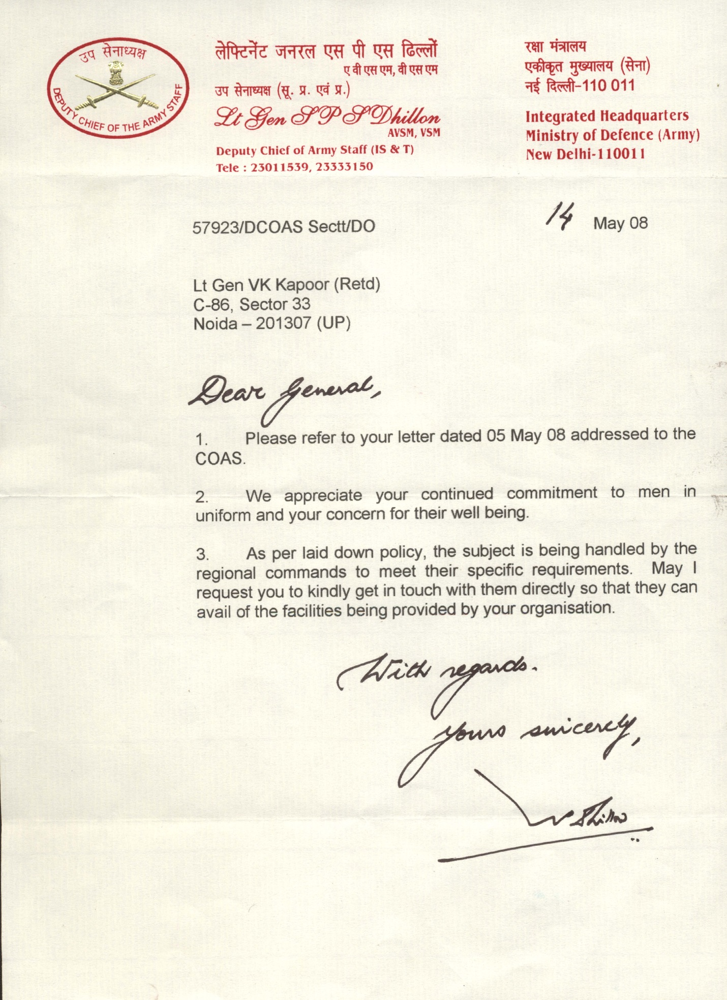 उप सेनाध्यक्ष
DEPUTY CHIEF OF THE ARMY STAFF
लेफ्टिनेंट जनरल एस पी एस ढिल्लों
ए वी एस एम, वी एस एम
उप सेनाध्यक्ष (सू. प्र. एवं प्र.)
Lt Gen S P S Dhillon
AVSM, VSM
Deputy Chief of Army Staff (IS & T)
Tele : 23011539, 23333150
रक्षा मंत्रालय
एकीकृत मुख्यालय (सेना)
नई दिल्ली-110 011
Integrated Headquarters
Ministry of Defence (Army)
New Delhi-110011
57923/DCOAS Sectt/DO
14 May 08
Lt Gen VK Kapoor (Retd)
C-86, Sector 33
Noida – 201307 (UP)
Dear General,
1. Please refer to your letter dated 05 May 08 addressed to the
COAS.
2. We appreciate your continued commitment to men in
uniform and your concern for their well being.
3. As per laid down policy, the subject is being handled by the
regional commands to meet their specific requirements. May I
request you to kindly get in touch with them directly so that they can
avail of the facilities being provided by your organisation.
With regards.
Yours sincerely,